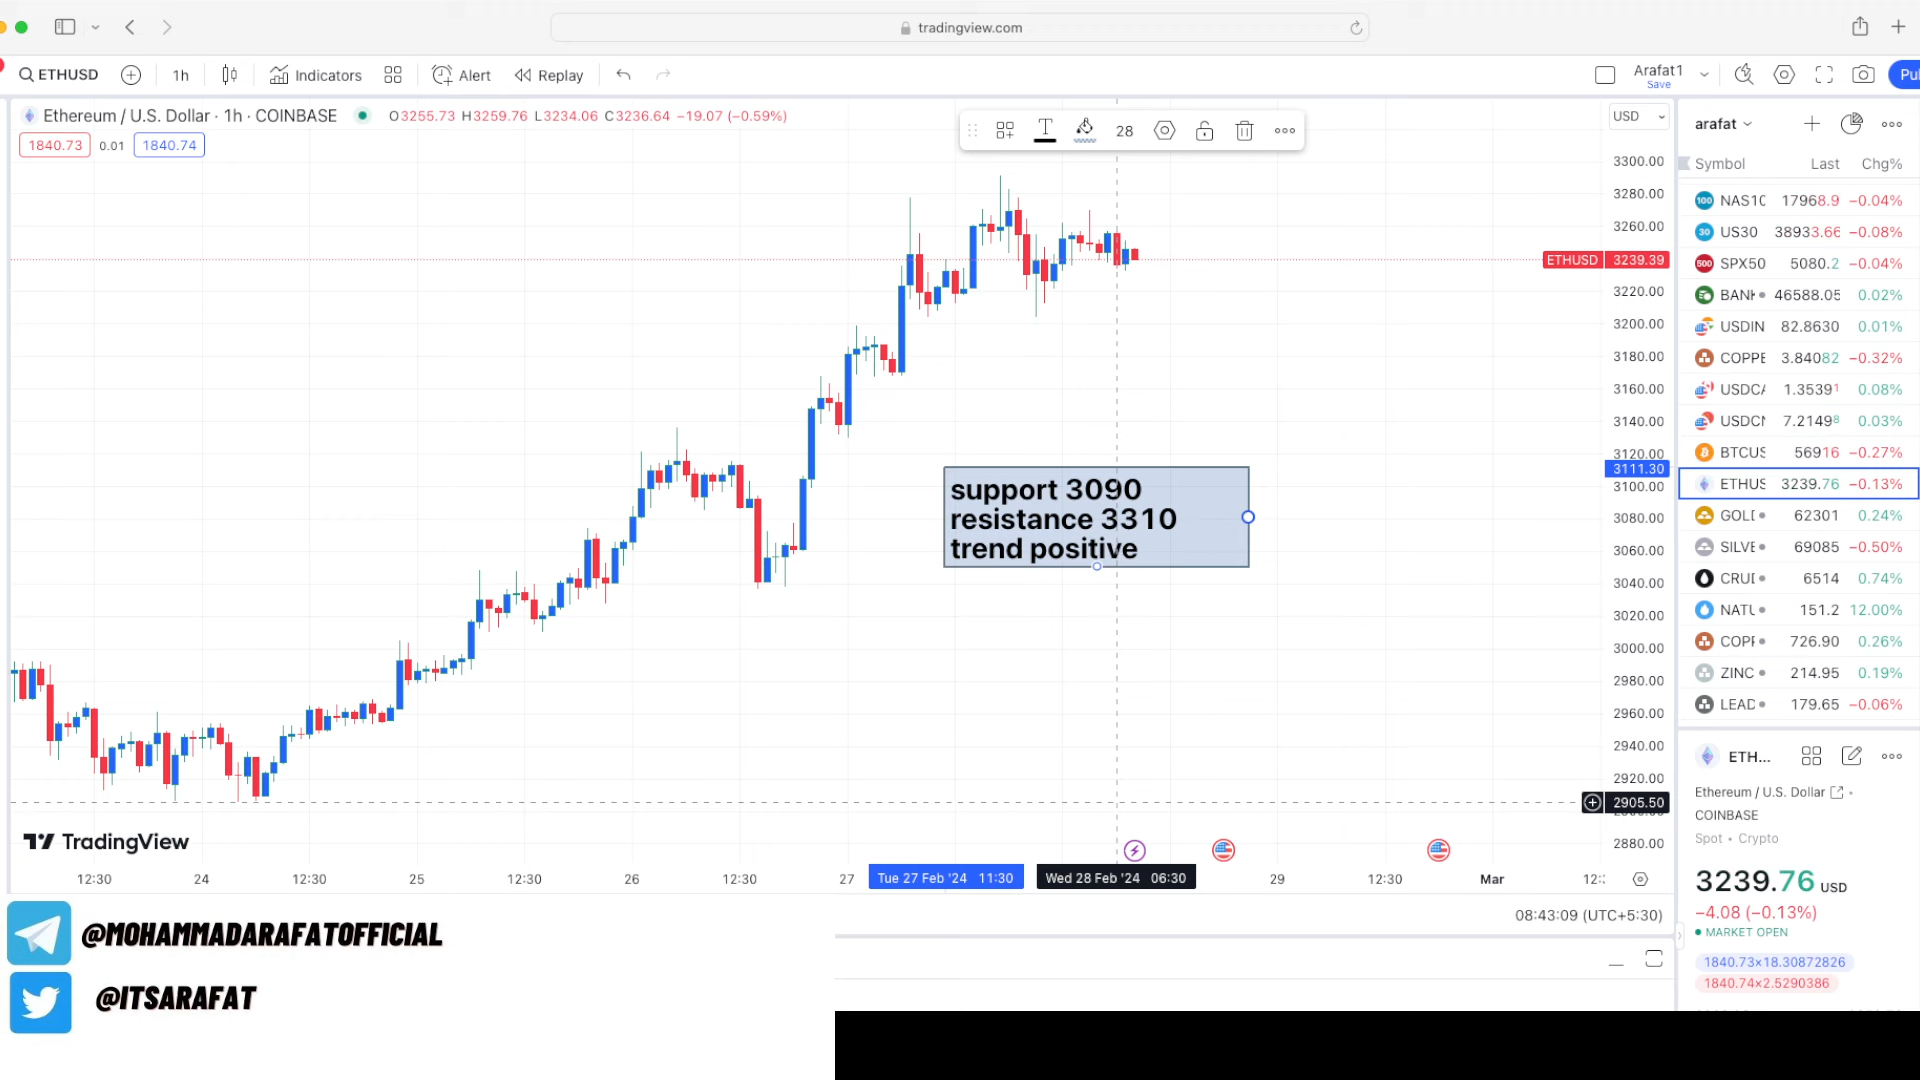 tradingview.com
ETHUSD
1h
Indicators
Alert
Replay
Arafat1
Save
Ethereum / U.S. Dollar · 1h · COINBASE
O3255.73 H3259.76 L3234.06 C3236.64 −19.07 (−0.59%)
1840.73
0.01
1840.74
28
USD
arafat
Symbol Last Chg%
NAS10 17968.9 −0.04%
US30 38933.66 −0.08%
SPX50 5080.2 −0.04%
46588.05 0.02%
USDIN 82.8630 0.01%
COPPE 3.84082 −0.32%
1.35391 0.08%
7.21498 0.03%
BTCUS 56916 −0.27%
ETHUS 3239.76 −0.13%
62301 0.24%
SILVE 69085 −0.50%
6514 0.74%
151.2 12.00%
726.90 0.26%
ZINC 214.95 0.19%
LEAD 179.65 −0.06%
3300.00
3280.00
3260.00
ETHUSD 3239.39
3220.00
3200.00
3180.00
3160.00
3140.00
3120.00
3111.30
3100.00
3080.00
3060.00
3040.00
3020.00
3000.00
2980.00
2960.00
2940.00
2920.00
2905.50
2880.00
support 3090
resistance 3310
trend positive
TradingView
12:30 24 12:30 25 12:30 26 12:30 27 Tue 27 Feb '24 11:30 Wed 28 Feb '24 06:30 29 12:30 Mar
08:43:09 (UTC+5:30)
ETH...
Ethereum / U.S. Dollar
COINBASE
Spot • Crypto
3239.76 USD
−4.08 (−0.13%)
MARKET OPEN
1840.73×18.30872826
1840.74×2.5290386
@MOHAMMADARAFATOFFICIAL
@ITSARAFAT